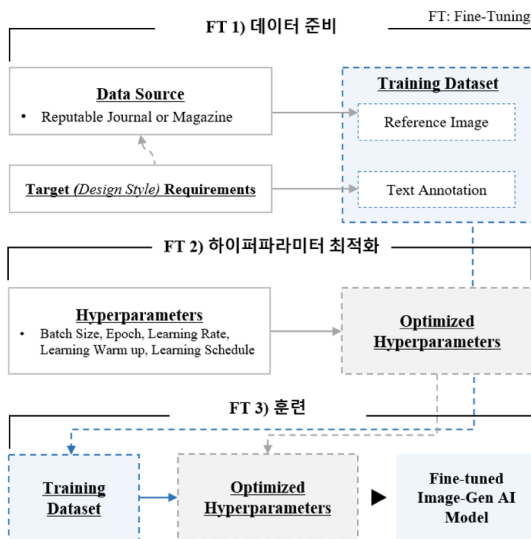 FT: Fine-Tuning
FT 1) 데이터 준비
Data Source
• Reputable Journal or Magazine
Training Dataset
Reference Image
Target (Design Style) Requirements
Text Annotation
FT 2) 하이퍼파라미터 최적화
Hyperparameters
• Batch Size, Epoch, Learning Rate,
Learning Warm up, Learning Schedule
Optimized
Hyperparameters
FT 3) 훈련
Training
Dataset
Optimized
Hyperparameters
Fine-tuned
Image-Gen AI
Model